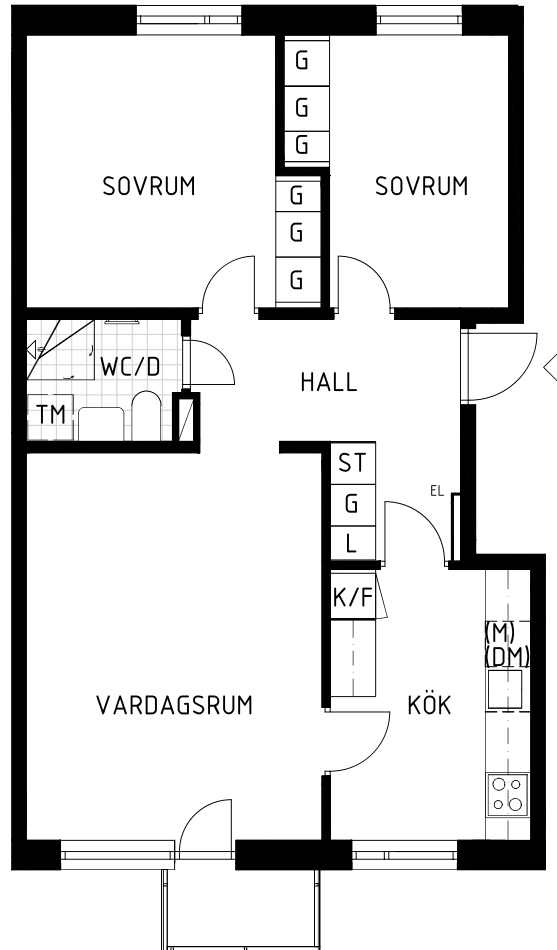 G
G
G
SOVRUM
SOVRUM
G
G
G
WC/D
TM
HALL
ST
G
L
EL
K/F
(M)
(DM)
VARDAGSRUM
KÖK